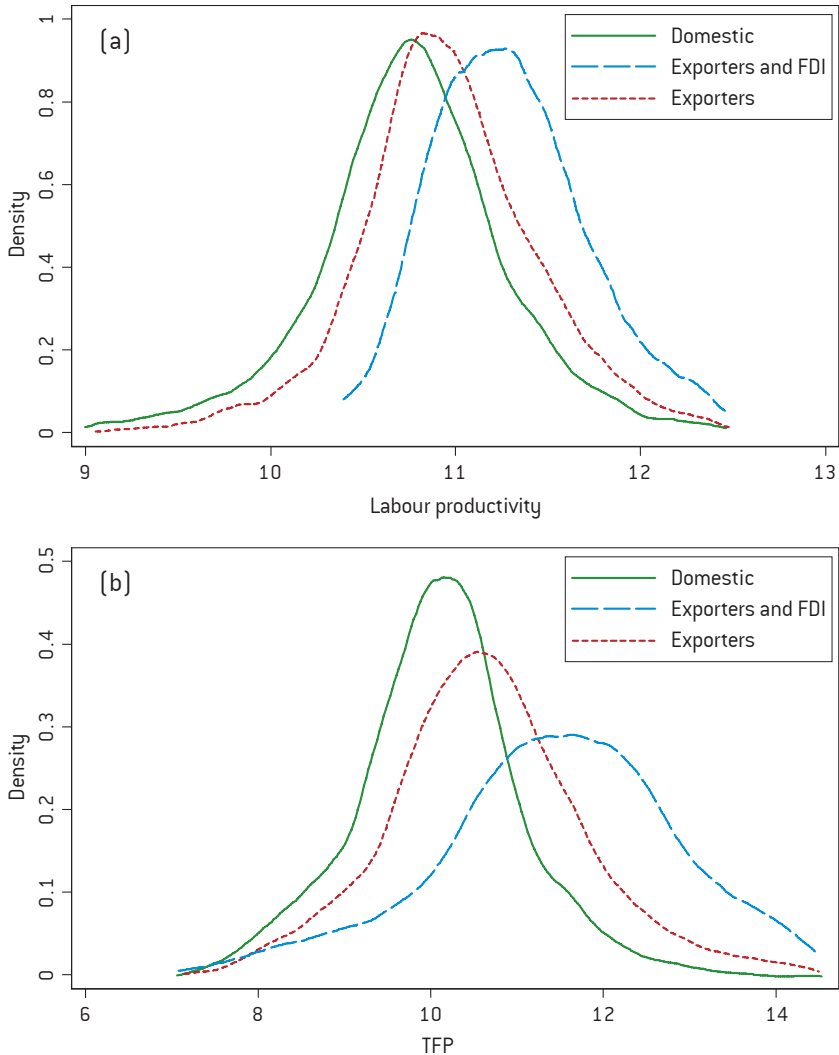 (a)
Domestic
Exporters and FDI
Exporters
1
0.8
0.6
0.4
0.2
0
Density
9 10 11 12 13
Labour productivity
(b)
Domestic
Exporters and FDI
Exporters
0.5
0.4
0.3
0.2
0.1
0
Density
6 8 10 12 14
TFP